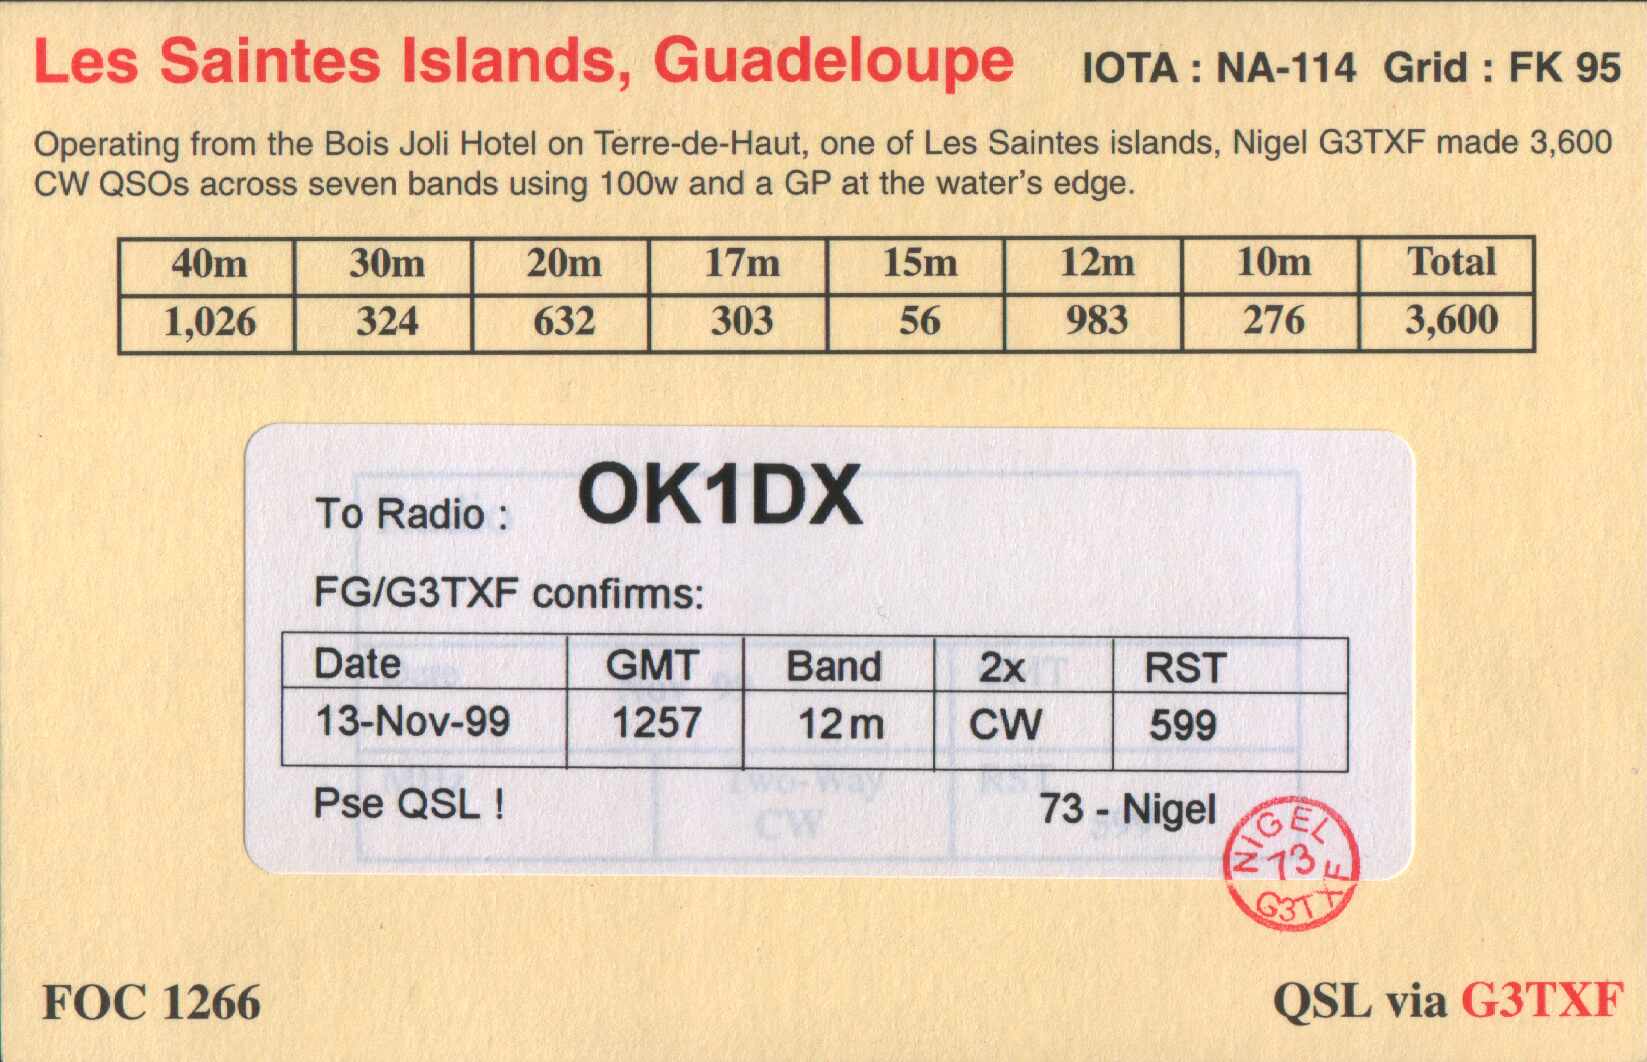 Les Saintes Islands, Guadeloupe IOTA : NA-114 Grid : FK 95
Operating from the Bois Joli Hotel on Terre-de-Haut, one of Les Saintes islands, Nigel G3TXF made 3,600
CW QSOs across seven bands using 100w and a GP at the water's edge.
40m 30m 20m 17m 15m 12m 10m Total
1,026 324 632 303 56 983 276 3,600
To Radio : OK1DX
FG/G3TXF confirms:
Date GMT Band 2x RST
13-Nov-99 1257 12m CW 599
Pse QSL ! 73 - Nigel
NIGEL
73
G3TXF
FOC 1266 QSL via G3TXF